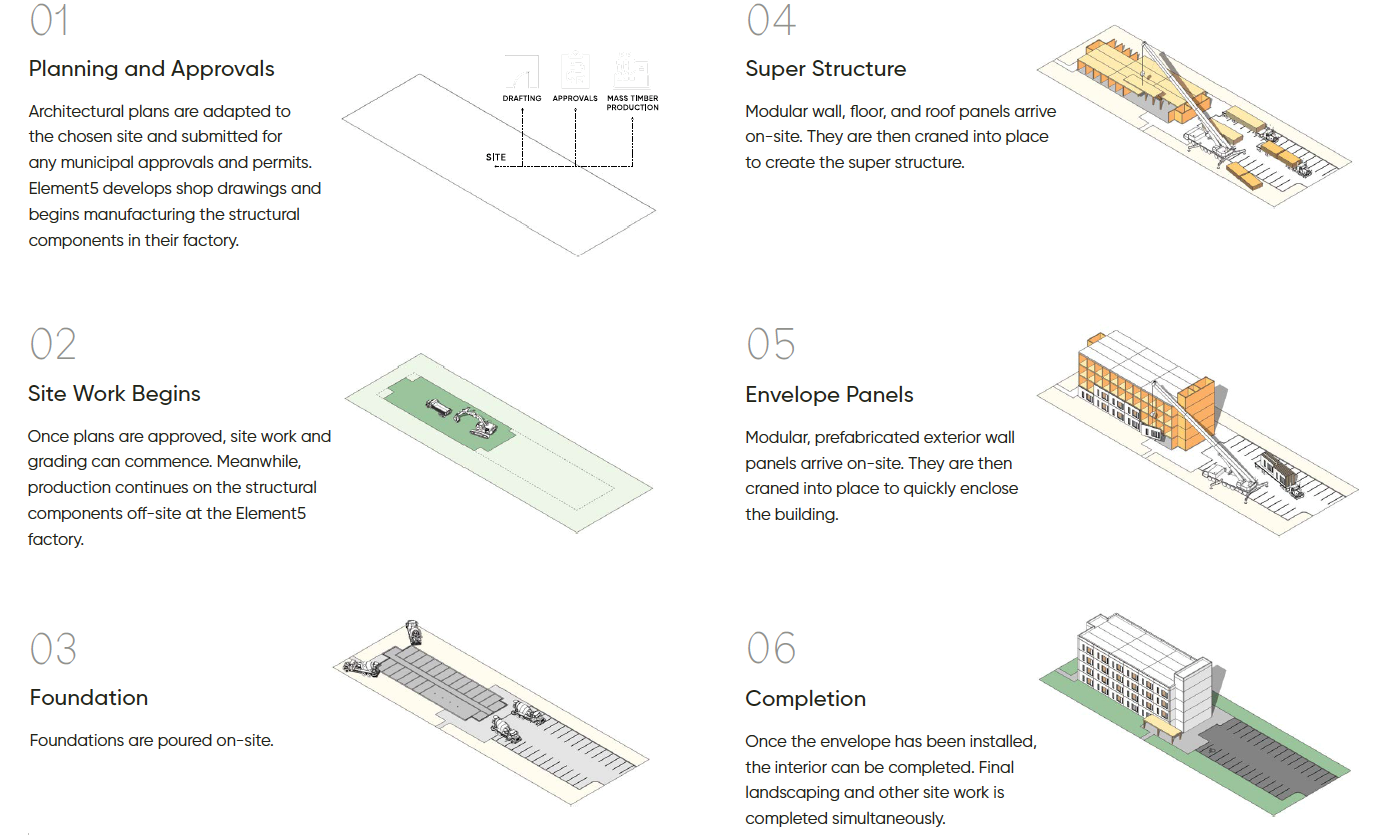 01
Planning and Approvals
Architectural plans are adapted to
the chosen site and submitted for
any municipal approvals and permits.
Element5 develops shop drawings and
begins manufacturing the structural
components in their factory.
DRAFTING
APPROVALS
MASS TIMBER
PRODUCTION
SITE
02
Site Work Begins
Once plans are approved, site work and
grading can commence. Meanwhile,
production continues on the structural
components off-site at the Element5
factory.
03
Foundation
Foundations are poured on-site.
04
Super Structure
Modular wall, floor, and roof panels arrive
on-site. They are then craned into place
to create the super structure.
05
Envelope Panels
Modular, prefabricated exterior wall
panels arrive on-site. They are then
craned into place to quickly enclose
the building.
06
Completion
Once the envelope has been installed,
the interior can be completed. Final
landscaping and other site work is
completed simultaneously.